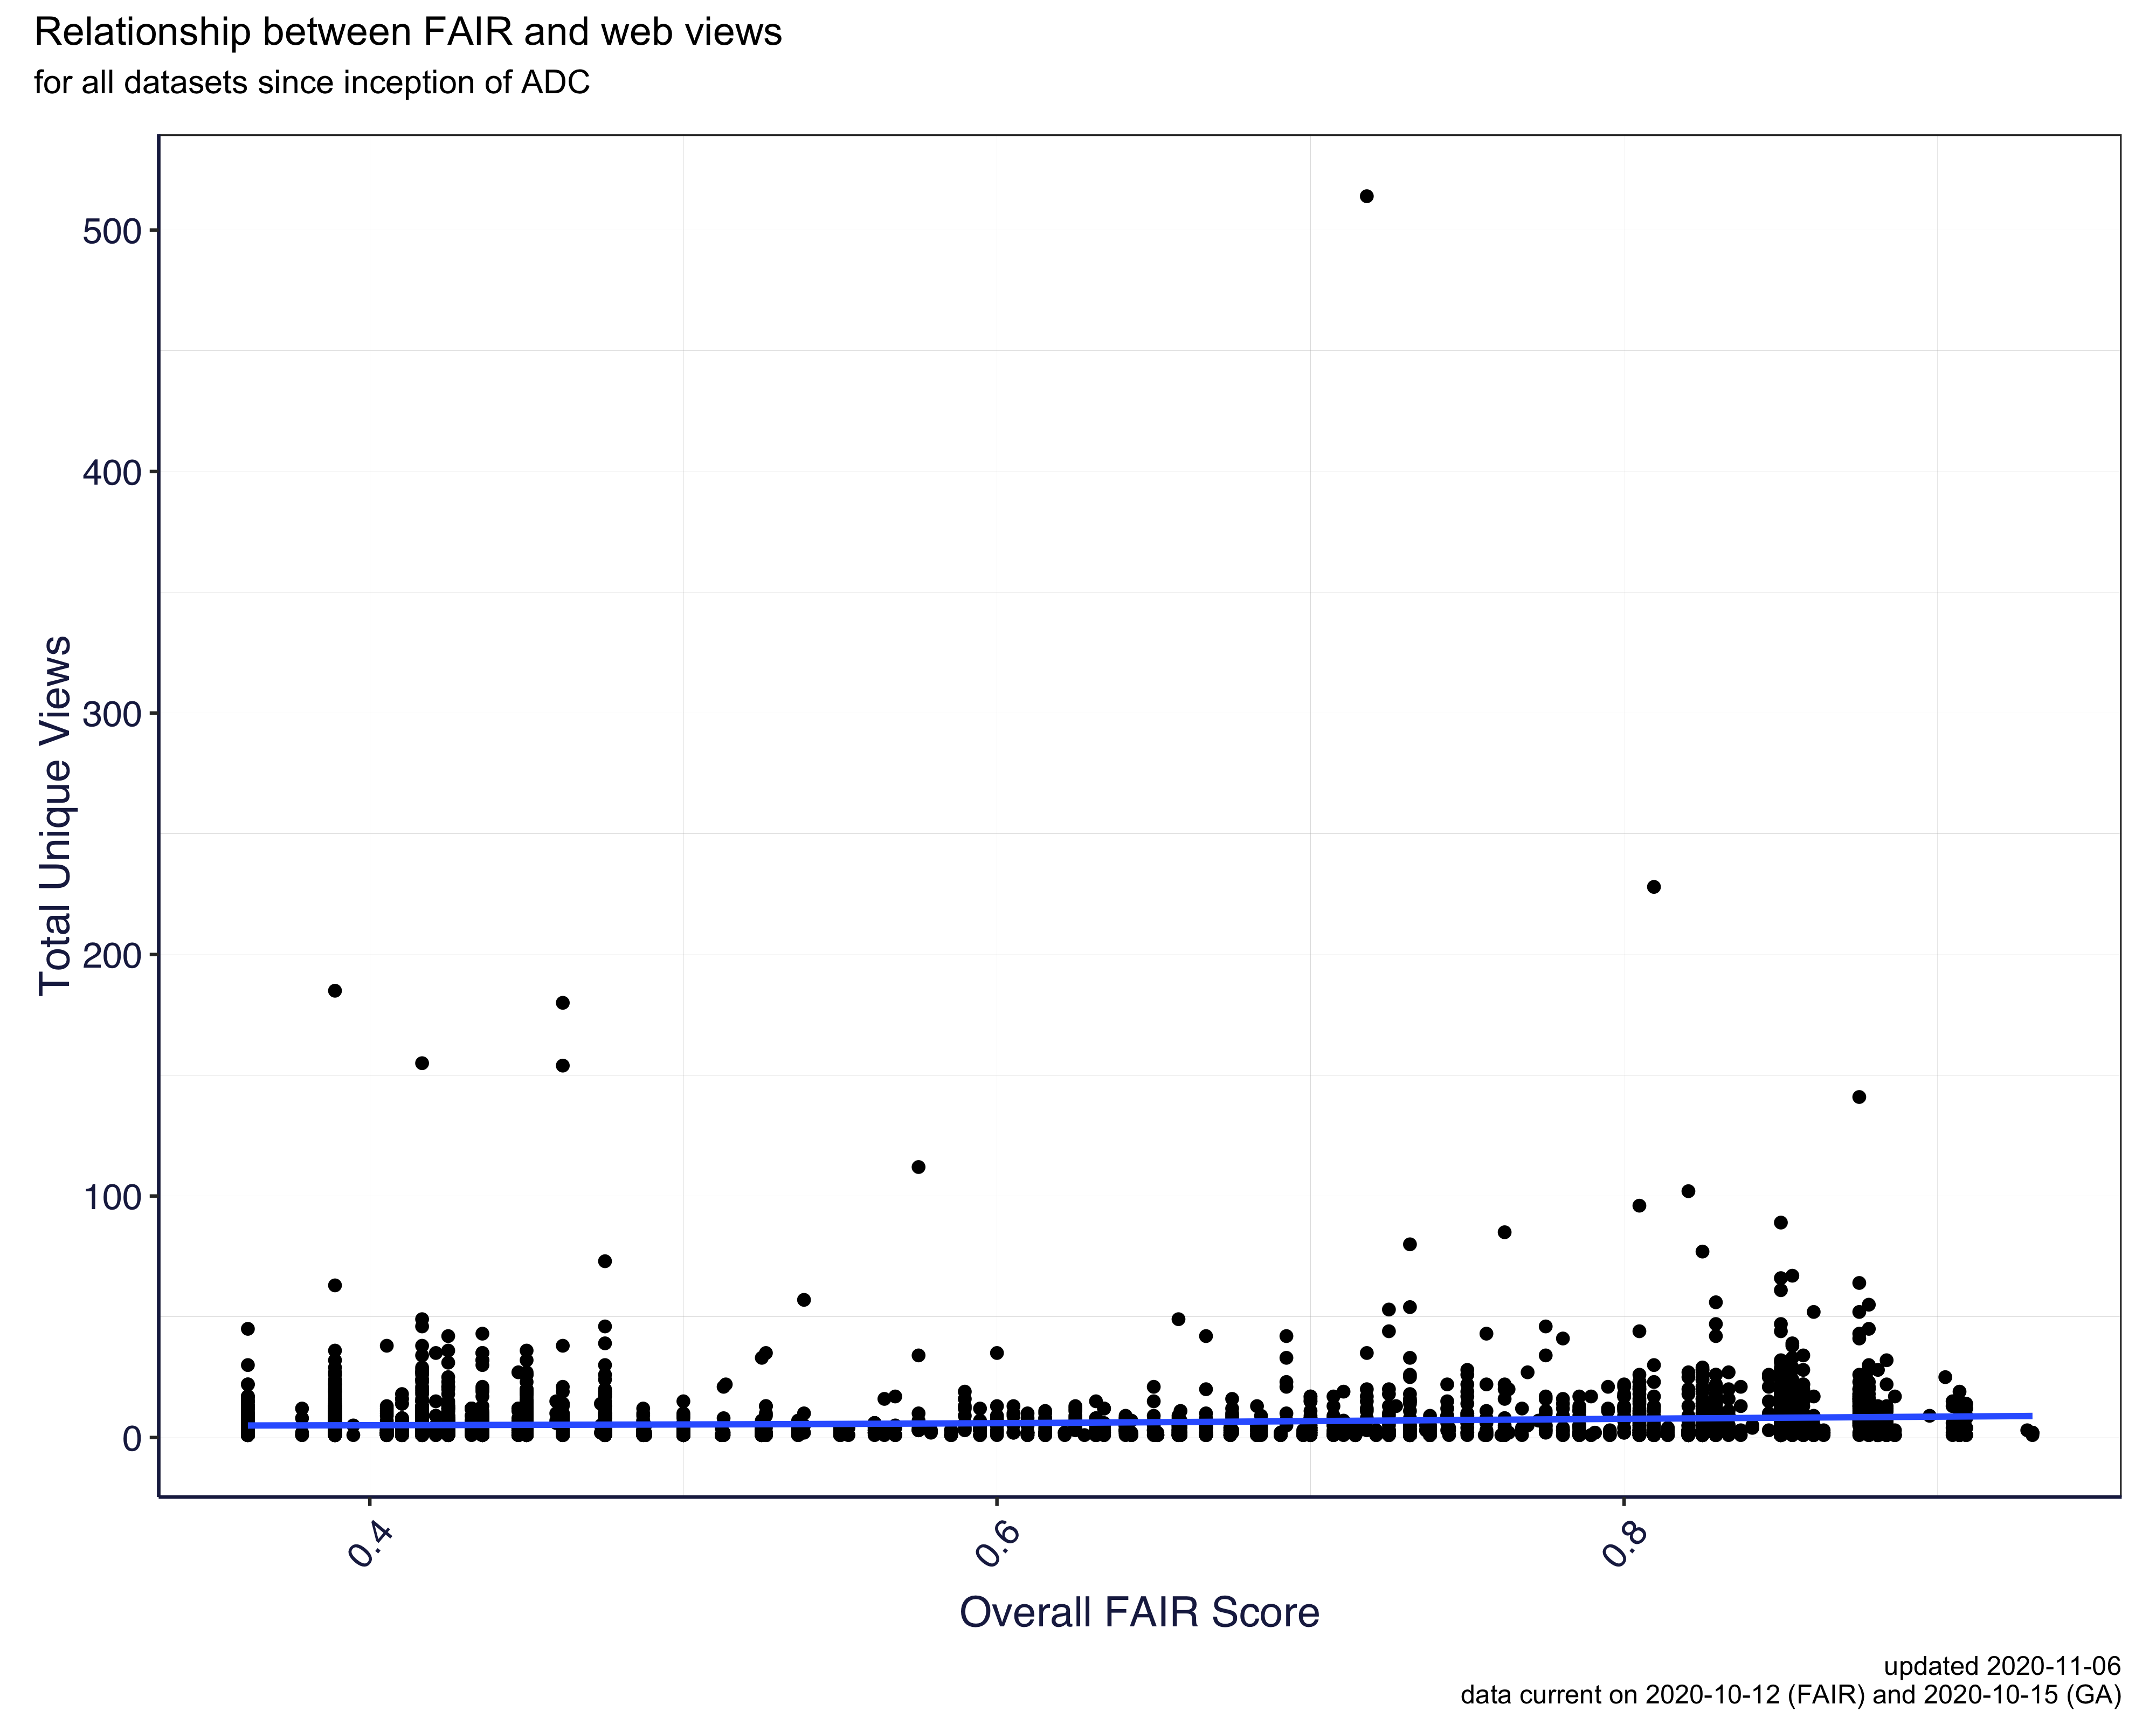 Relationship between FAIR and web views
for all datasets since inception of ADC
500
400
300
200
100
0
Total Unique Views
0.4
0.6
0.8
Overall FAIR Score
updated 2020-11-06
data current on 2020-10-12 (FAIR) and 2020-10-15 (GA)